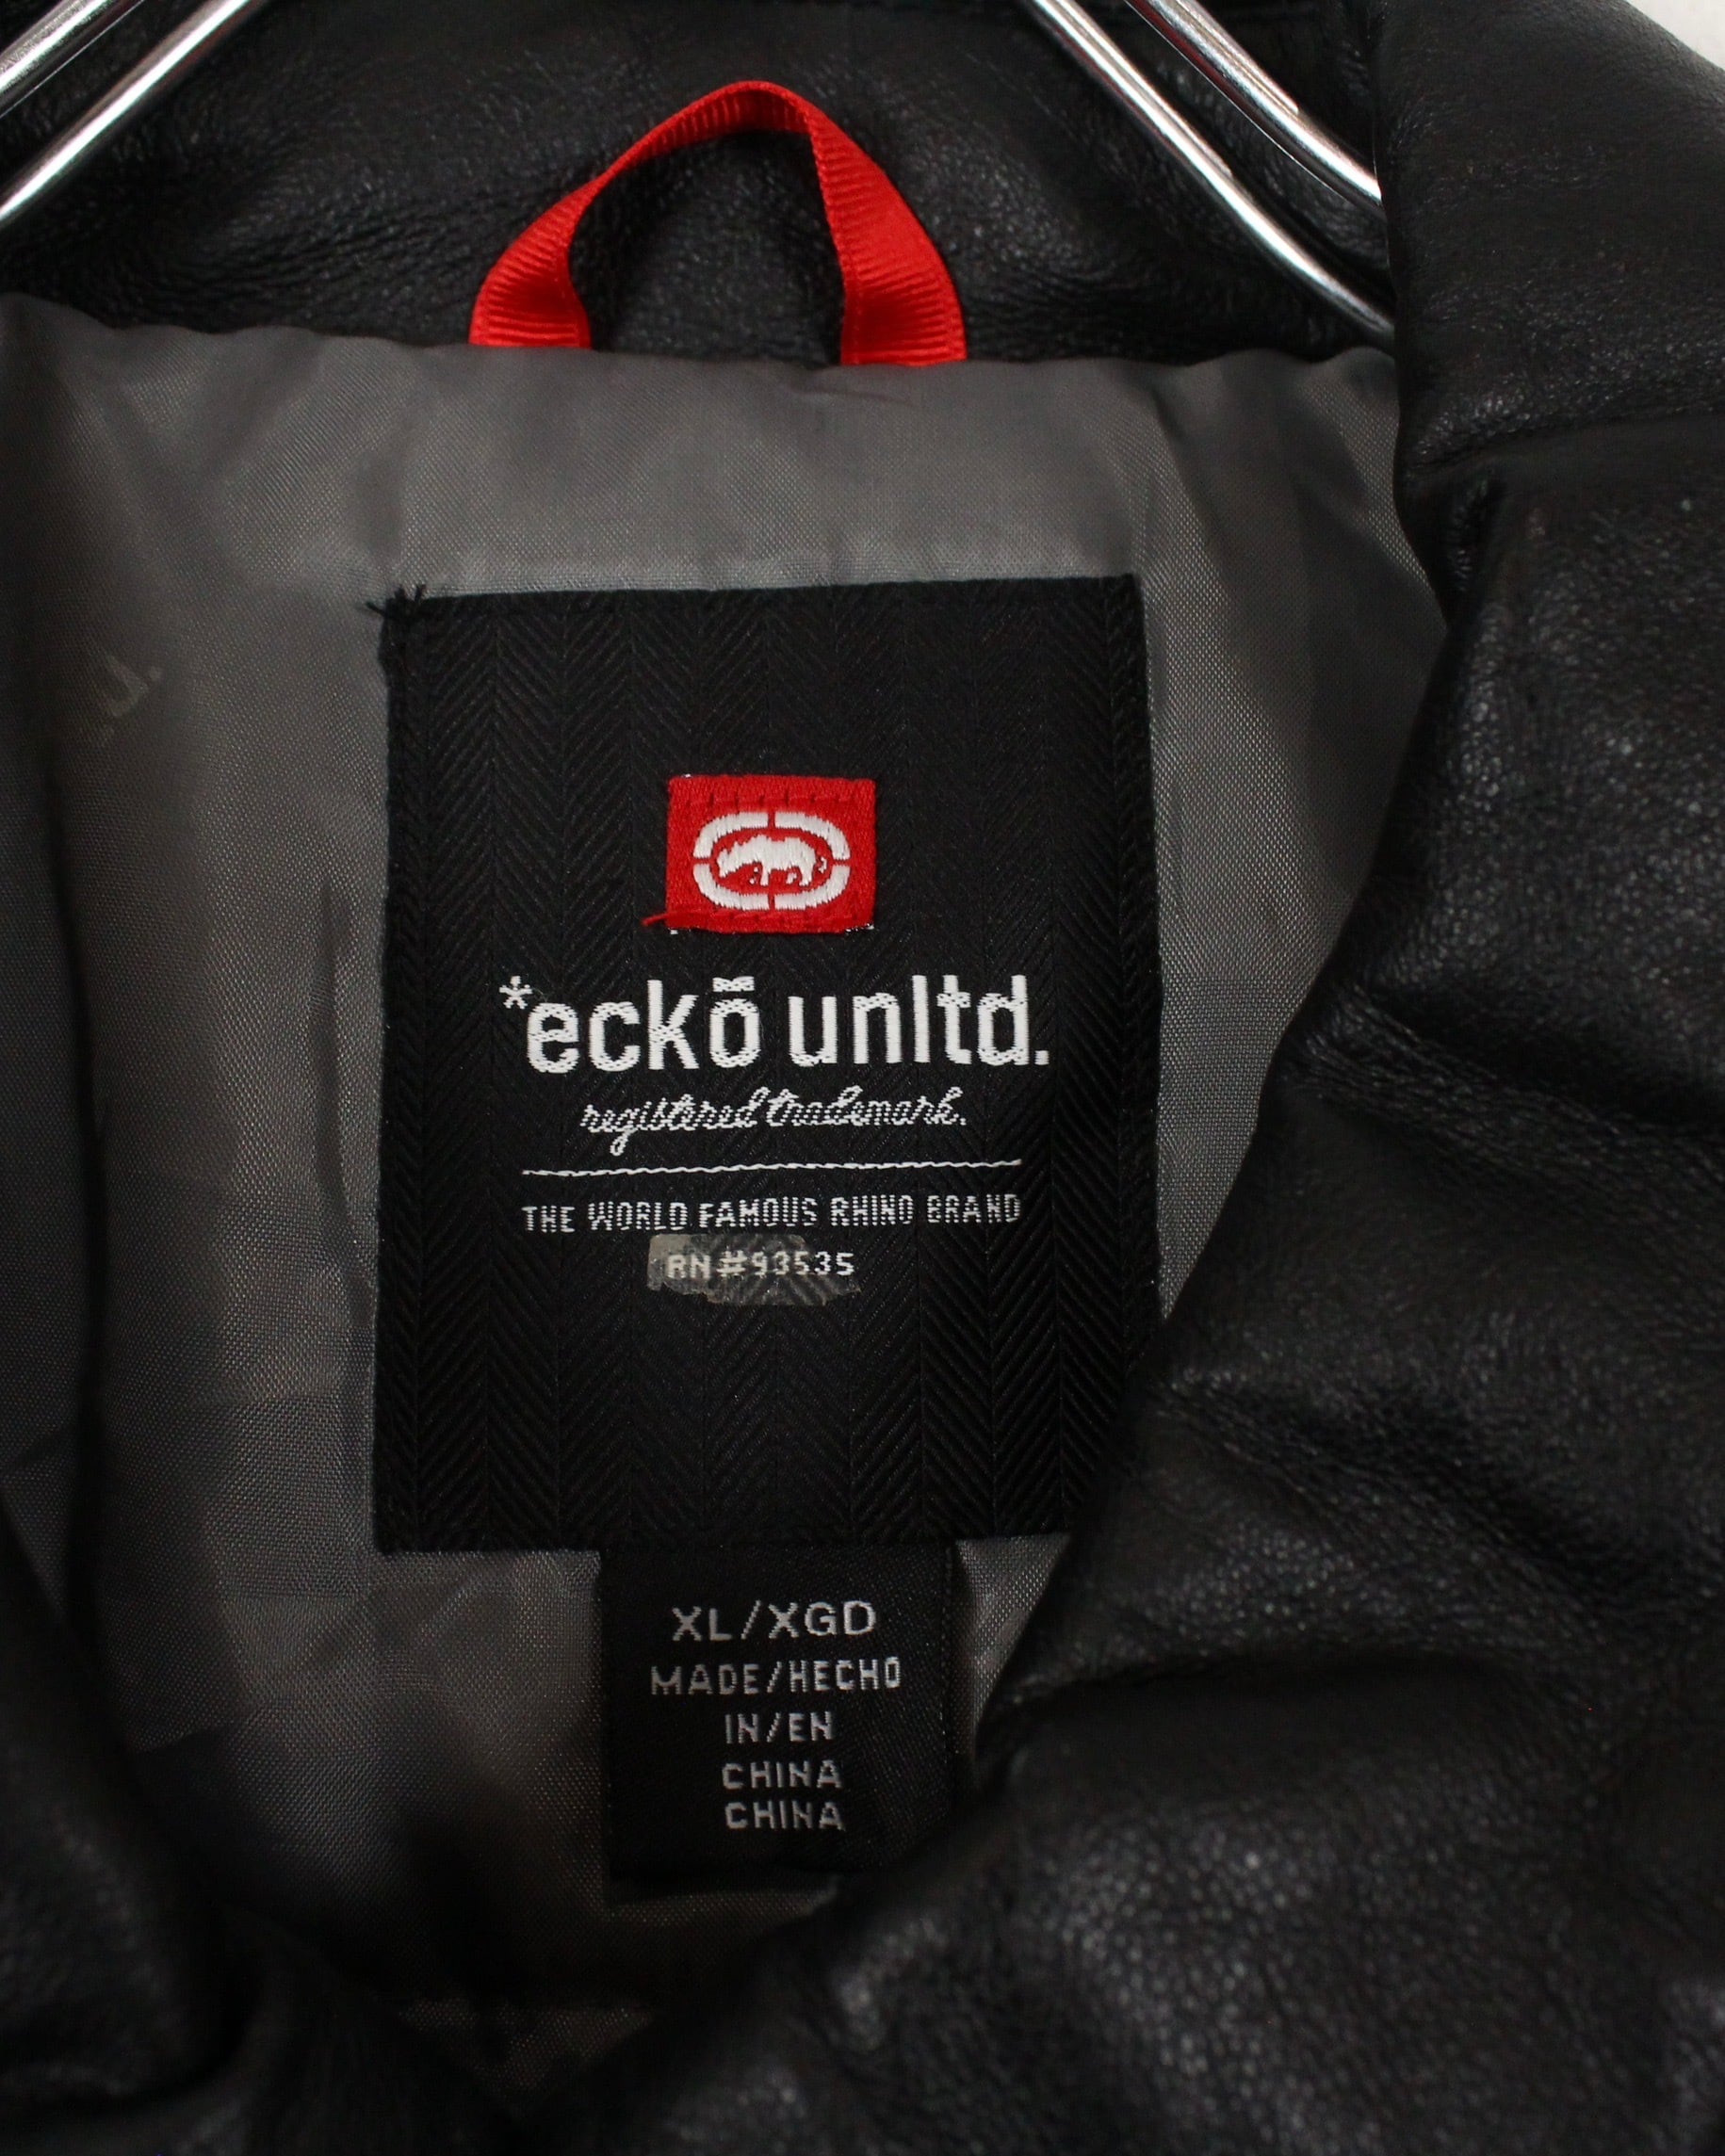 *eckō unltd.
registered trademark.
THE WORLD FAMOUS RHINO BRAND
RN#93535
XL/XGD
MADE/HECHO
IN/EN
CHINA
CHINA